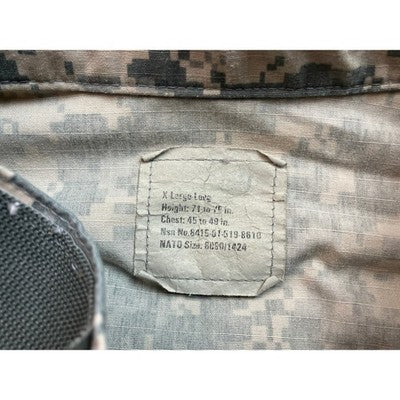 X-Large Long
Height: 71 to 75 in.
Chest: 45 to 49 in.
Nsn No. 8415-01-519-8610
NATO Size: 8090/1424